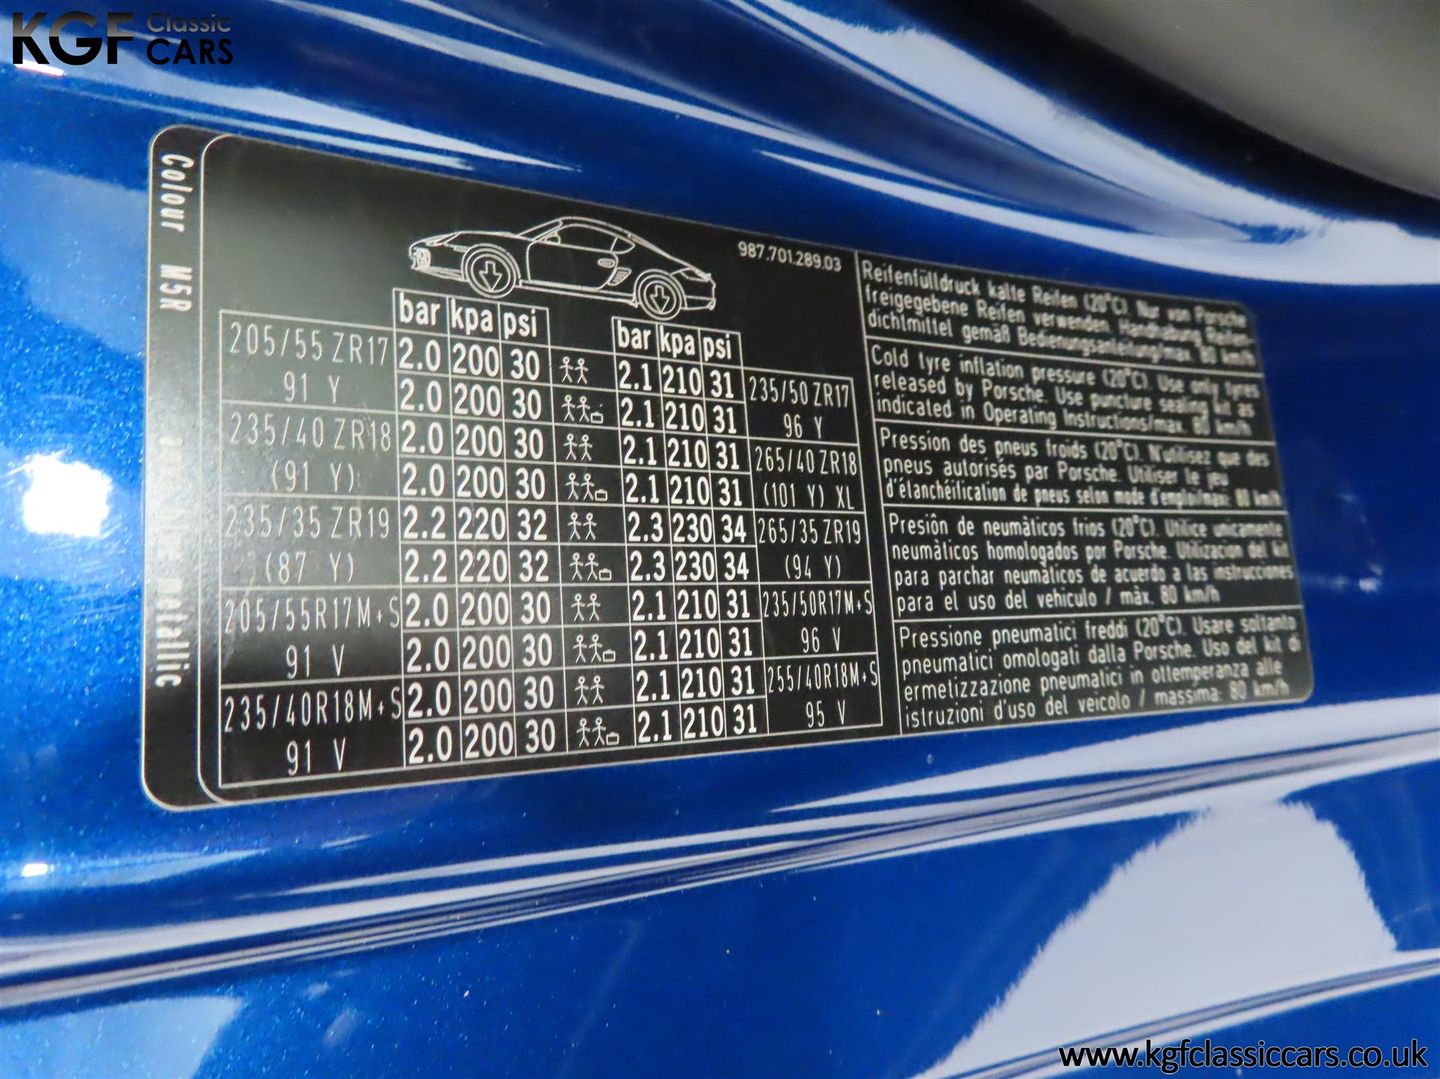 KGF Classic
CARS
Colour M5R
metallic
987.701.289.03
bar kpa psi
bar kpa psi
205/55 ZR17
91 Y
2.0 200 30
2.1 210 31
2.0 200 30
2.1 210 31
235/50 ZR17
96 Y
235/40 ZR18
(91 Y)
2.0 200 30
2.1 210 31
2.0 200 30
2.1 210 31
265/40 ZR18
(101 Y) XL
235/35 ZR19
(87 Y)
2.2 220 32
2.3 230 34
2.2 220 32
2.3 230 34
265/35 ZR19
(94 Y)
205/55R17M+S
91 V
2.0 200 30
2.1 210 31
2.0 200 30
2.1 210 31
235/50R17M+S
96 V
235/40R18M+S
91 V
2.0 200 30
2.1 210 31
2.0 200 30
2.1 210 31
255/40R18M+S
95 V
Reifenfülldruck kalte Reifen (20°C). Nur von Porsche
freigegebene Reifen verwenden. Handhabung Reifen-
dichtmittel gemäß Bedienungsanleitung/max. 80 km/h
Cold tyre inflation pressure (20°C). Use only tyres
released by Porsche. Use puncture sealing kit as
indicated in Operating Instructions/max. 80 km/h
Pression des pneus froids (20°C). N'utilisez que des
pneus autorisés par Porsche. Utiliser le jeu
d'étanchéification de pneus selon mode d'emploi/max. 80 km/h
Presión de neumàticos frios (20°C). Utilice unicamente
neumàticos homologados por Porsche. Utilización del kit
para parchar neumàticos de acuerdo a las instrucciones
para el uso del vehiculo / màx. 80 km/h
Pressione pneumatici freddi (20°C). Usare soltanto
pneumatici omologati dalla Porsche. Uso del kit di
ermetizzazione pneumatici in ottemperanza alle
istruzioni d'uso del veicolo / massima: 80 km/h
www.kgfclassiccars.co.uk